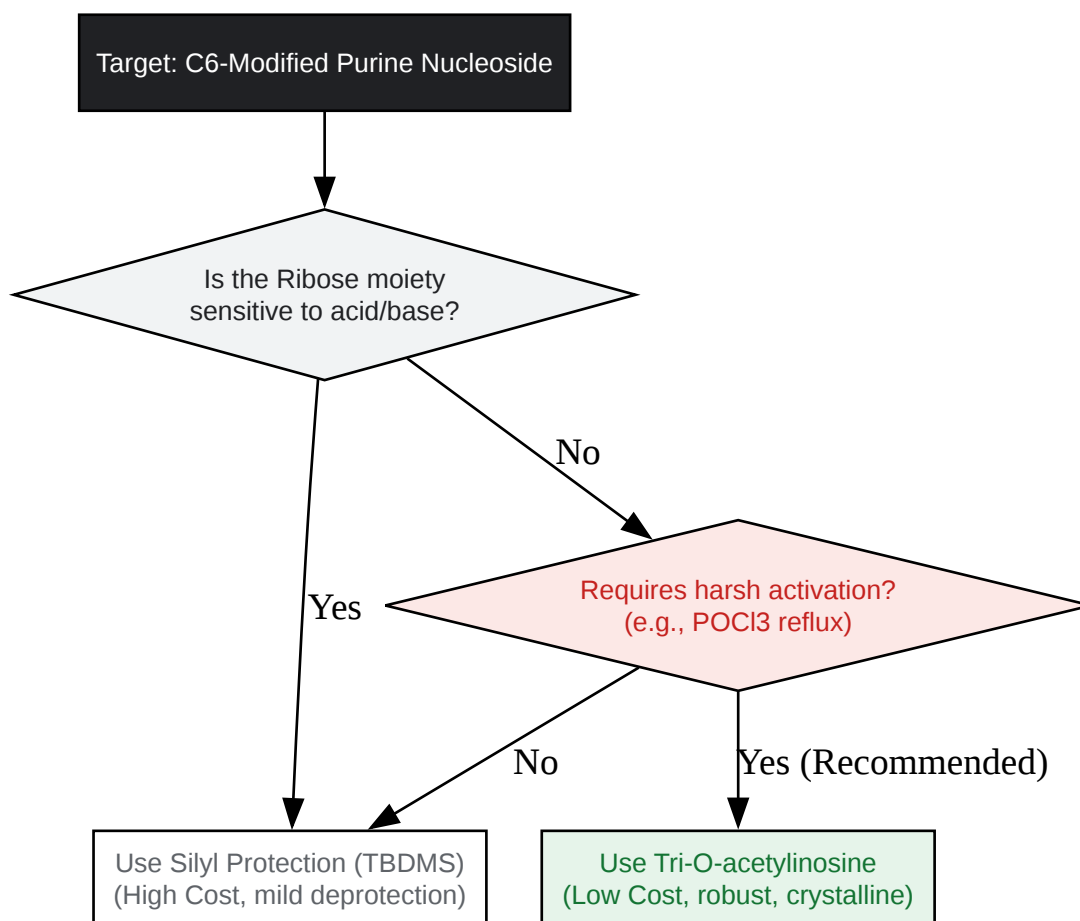 Target: C6-Modified Purine Nucleoside
Is the Ribose moiety
sensitive to acid/base?
No
Requires harsh activation?
(e.g., POCl3 reflux)
Yes
No
Yes (Recommended)
Use Silyl Protection (TBDMS)
(High Cost, mild deprotection)
Use Tri-O-acetylinosine
(Low Cost, robust, crystalline)